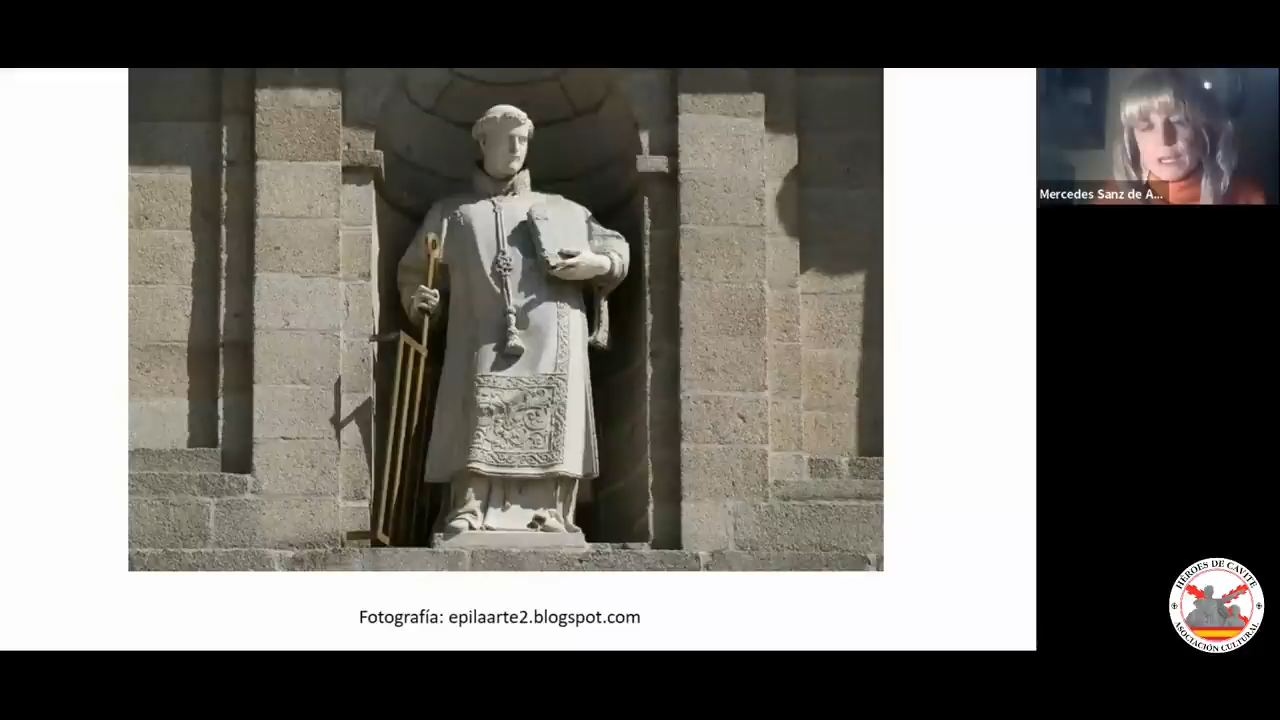 Mercedes Sanz de A...
Fotografía: epilaarte2.blogspot.com
HÉROES DE CAVITE
ASOCIACIÓN CULTURAL